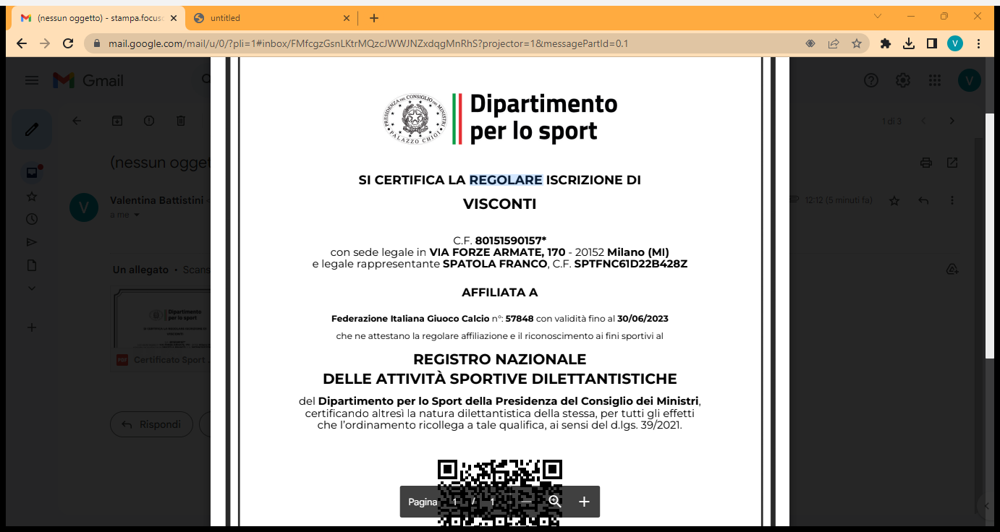 (nessun oggetto) - stampa.focus
untitled
mail.google.com/mail/u/0/?pli=1#inbox/FMfcgzGsnLKtrMQzcJWWJNZxdqgMnRhS?projector=1&messagePartId=0.1
V
Gmail
V
1 di 3
(nessun ogget
V
Valentina Battistini
a me
12:12 (5 minuti fa)
Un allegato • Scans
Dipartimento
per lo sport
PDF Certificato Sport
Rispondi
PRESIDENZA DEL CONSIGLIO DEI MINISTRI
PALAZZO CHIGI
Dipartimento
per lo sport
SI CERTIFICA LA REGOLARE ISCRIZIONE DI
VISCONTI
C.F. 80151590157*
con sede legale in VIA FORZE ARMATE, 170 - 20152 Milano (MI)
e legale rappresentante SPATOLA FRANCO, C.F. SPTFNC61D22B428Z
AFFILIATA A
Federazione Italiana Giuoco Calcio n°: 57848 con validità fino al 30/06/2023
che ne attestano la regolare affiliazione e il riconoscimento ai fini sportivi al
REGISTRO NAZIONALE
DELLE ATTIVITÀ SPORTIVE DILETTANTISTICHE
del Dipartimento per lo Sport della Presidenza del Consiglio dei Ministri,
certificando altresì la natura dilettantistica della stessa, per tutti gli effetti
che l'ordinamento ricollega a tale qualifica, ai sensi del d.lgs. 39/2021.
Pagina 1 / 1